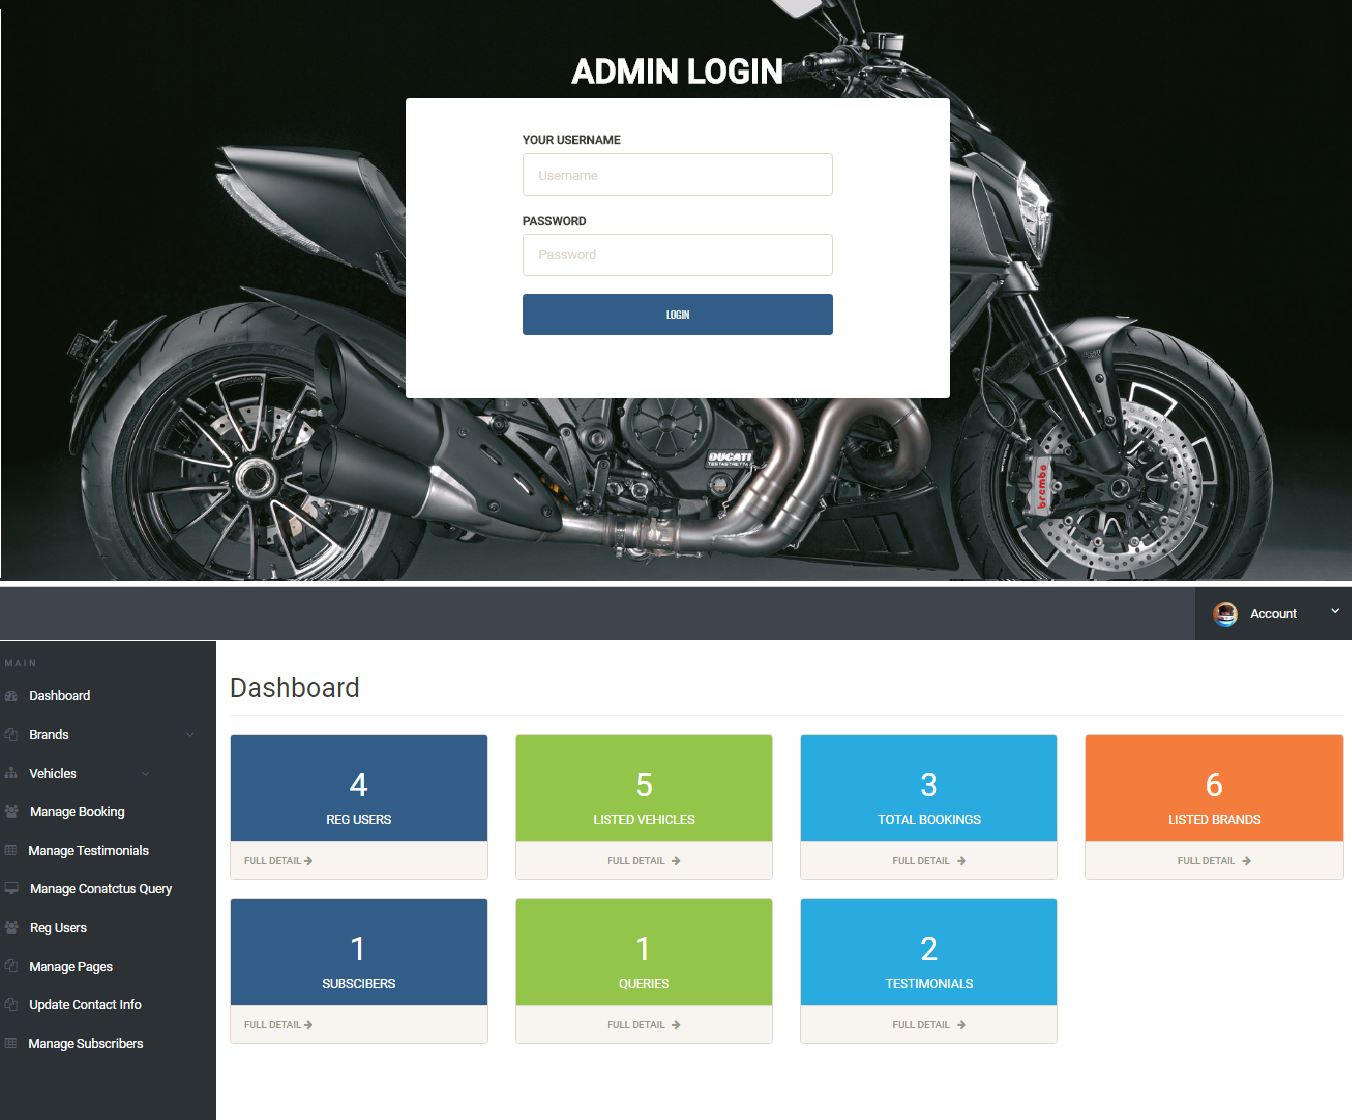 ADMIN LOGIN
YOUR USERNAME
Username
PASSWORD
Password
LOGIN
DUCATI
TESTASTRETTA
brembo
Account
MAIN
Dashboard
Brands
Vehicles
Manage Booking
Manage Testimonials
Manage Conatctus Query
Reg Users
Manage Pages
Update Contact Info
Manage Subscribers
Dashboard
4
REG USERS
FULL DETAIL
5
LISTED VEHICLES
FULL DETAIL
3
TOTAL BOOKINGS
FULL DETAIL
6
LISTED BRANDS
FULL DETAIL
1
SUBSCIBERS
FULL DETAIL
1
QUERIES
FULL DETAIL
2
TESTIMONIALS
FULL DETAIL